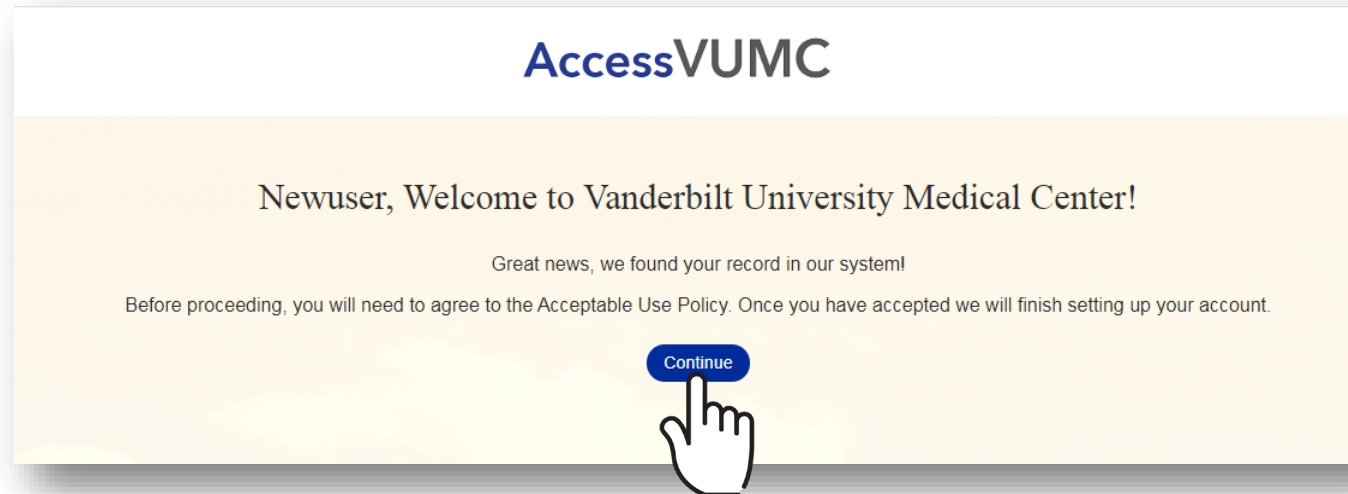 AccessVUMC
Newuser, Welcome to Vanderbilt University Medical Center!
Great news, we found your record in our system!
Before proceeding, you will need to agree to the Acceptable Use Policy. Once you have accepted we will finish setting up your account.
Continue